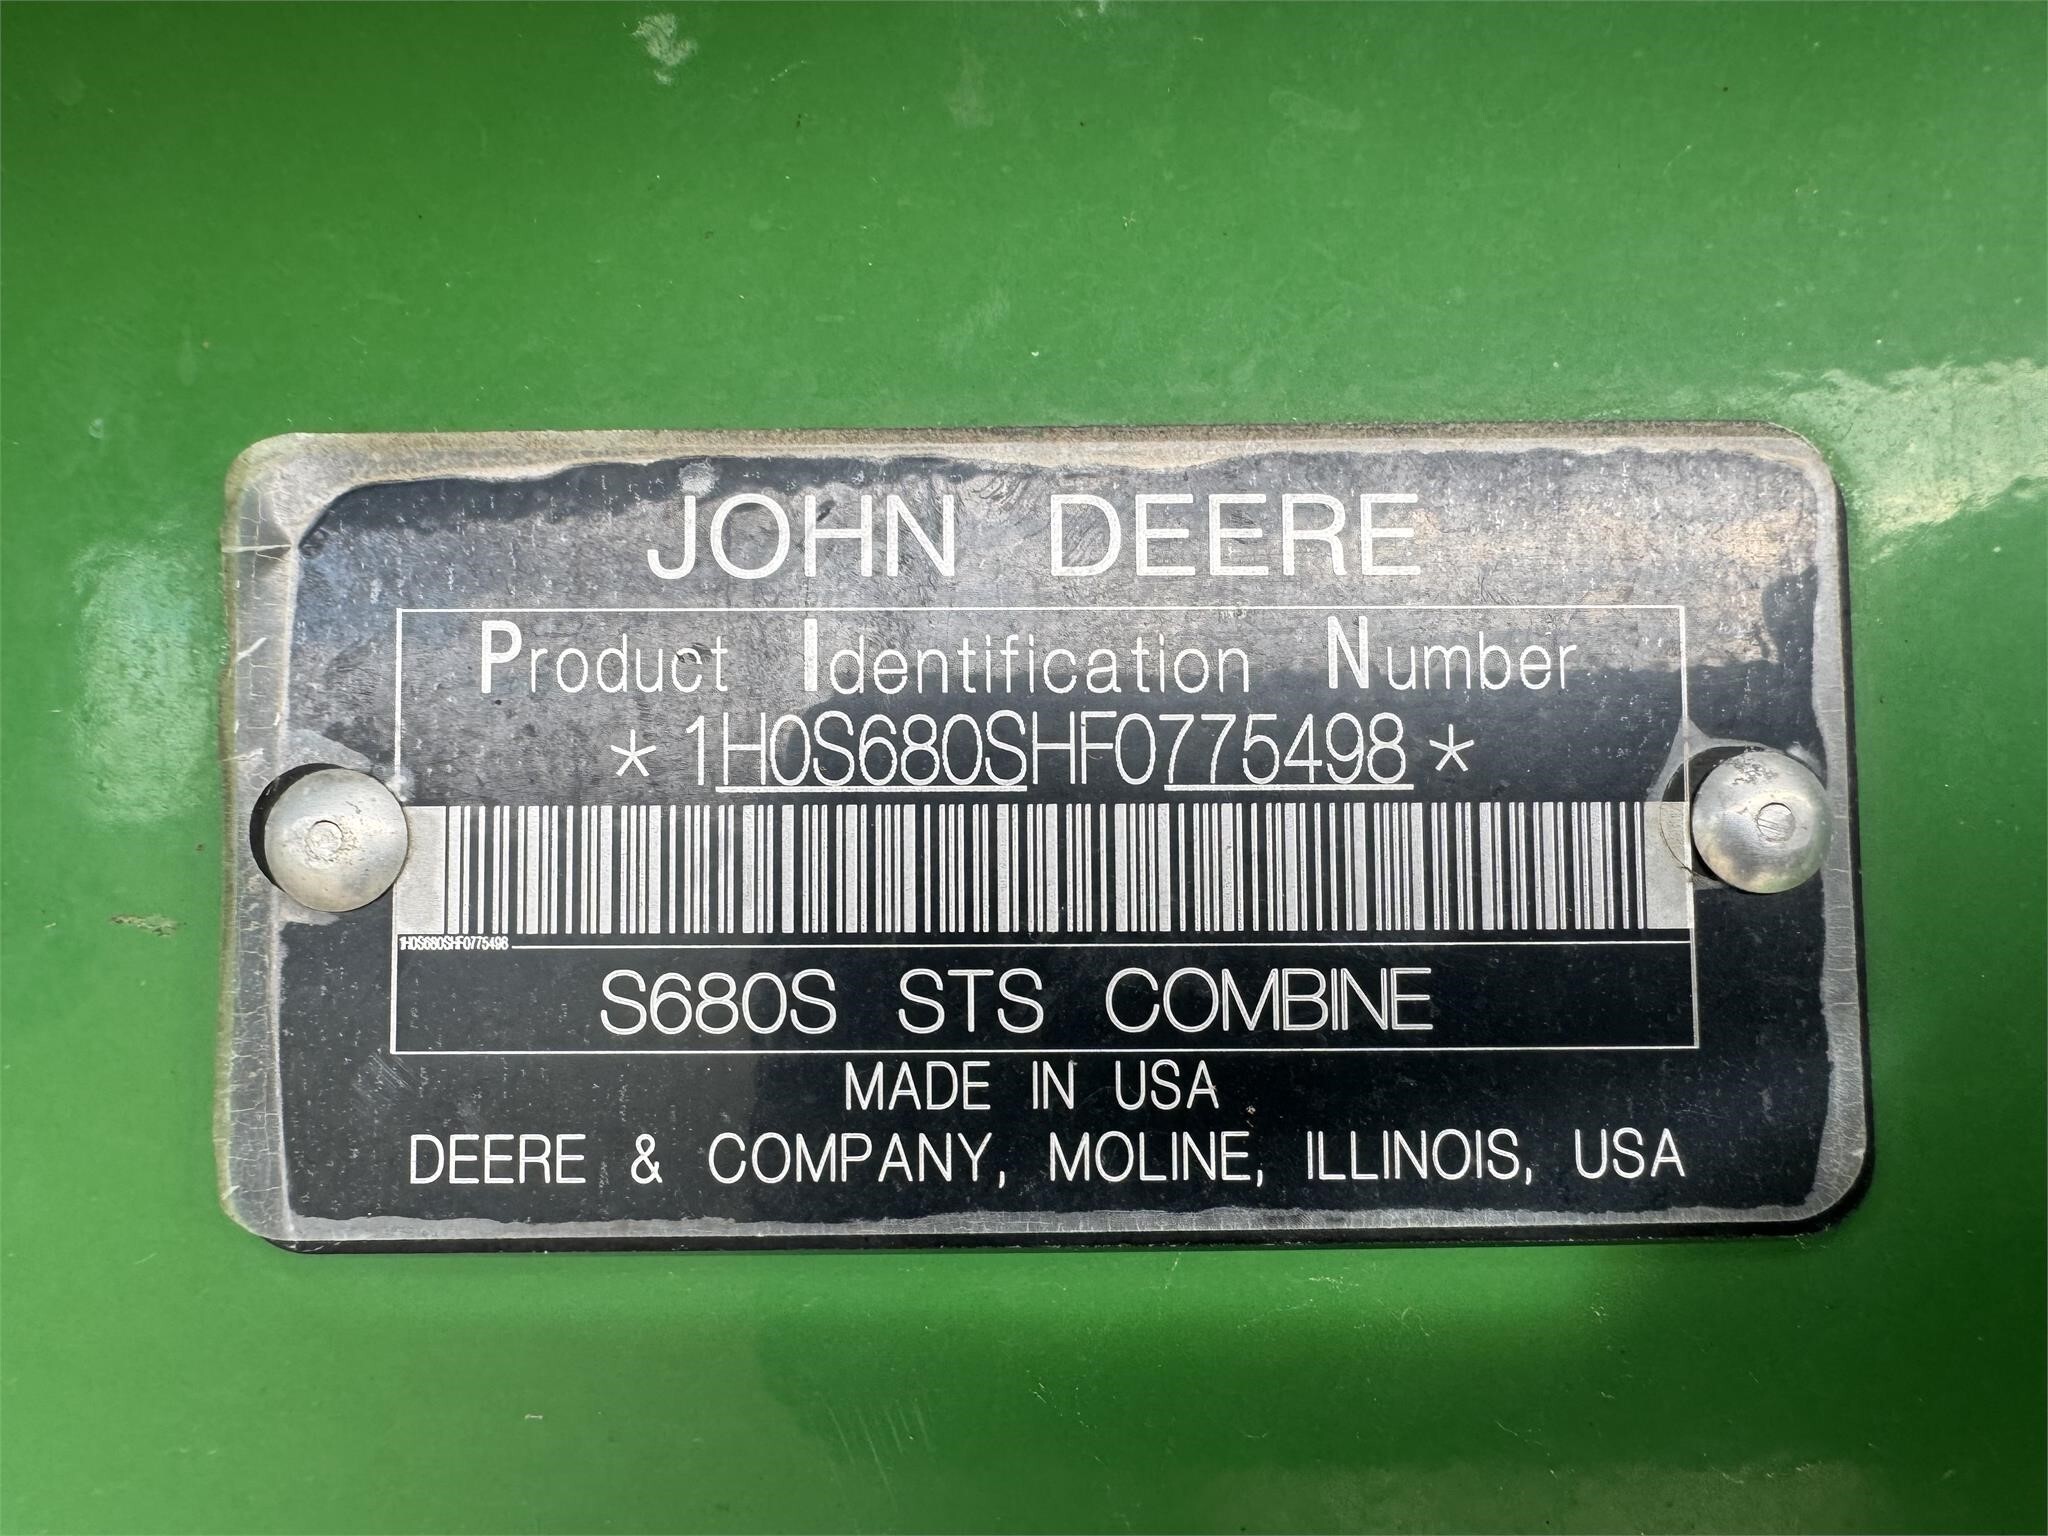 JOHN DEERE
Product Identification Number
*1H0S680SHF0775498*
1H0S680SHF0775498
S680S STS COMBINE
MADE IN USA
DEERE & COMPANY, MOLINE, ILLINOIS, USA